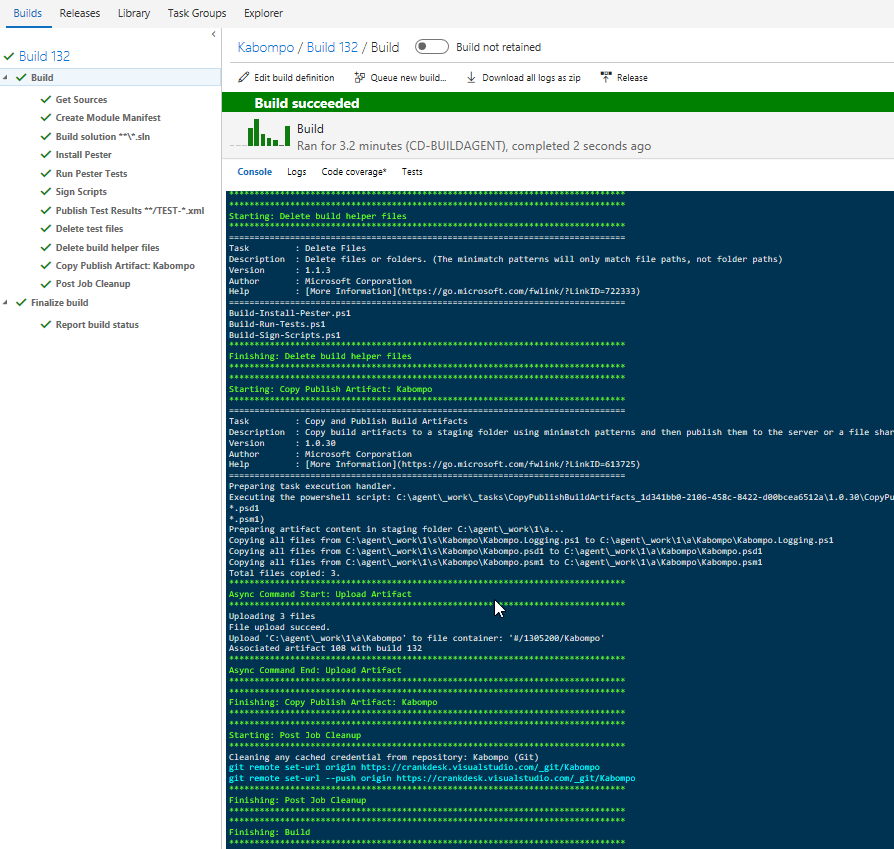 Builds Releases Library Task Groups Explorer
Build 132
Build
Get Sources
Create Module Manifest
Build solution **\*.sln
Install Pester
Run Pester Tests
Sign Scripts
Publish Test Results **/TEST-*.xml
Delete test files
Delete build helper files
Copy Publish Artifact: Kabompo
Post Job Cleanup
Finalize build
Report build status
Kabompo / Build 132 / Build Build not retained
Edit build definition Queue new build... Download all logs as zip Release
Build succeeded
Build
Ran for 3.2 minutes (CD-BUILDAGENT), completed 2 seconds ago
Console Logs Code coverage* Tests
******************************************************************************
******************************************************************************
Starting: Delete build helper files
******************************************************************************
==============================================================================
Task : Delete Files
Description : Delete files or folders. (The minimatch patterns will only match file paths, not folder paths)
Version : 1.1.3
Author : Microsoft Corporation
Help : [More Information](https://go.microsoft.com/fwlink/?LinkID=722333)
==============================================================================
Build-Install-Pester.ps1
Build-Run-Tests.ps1
Build-Sign-Scripts.ps1
******************************************************************************
Finishing: Delete build helper files
******************************************************************************
******************************************************************************
Starting: Copy Publish Artifact: Kabompo
******************************************************************************
==============================================================================
Task : Copy and Publish Build Artifacts
Description : Copy build artifacts to a staging folder using minimatch patterns and then publish them to the server or a file shar
Version : 1.0.30
Author : Microsoft Corporation
Help : [More Information](https://go.microsoft.com/fwlink/?LinkID=613725)
==============================================================================
Preparing task execution handler.
Executing the powershell script: C:\agent\_work\_tasks\CopyPublishBuildArtifacts_1d341bb0-2106-458c-8422-d00bcea6512a\1.0.30\CopyPu
*.psd1
*.psm1)
Preparing artifact content in staging folder C:\agent\_work\1\a...
Copying all files from C:\agent\_work\1\s\Kabompo\Kabompo.Logging.ps1 to C:\agent\_work\1\a\Kabompo\Kabompo.Logging.ps1
Copying all files from C:\agent\_work\1\s\Kabompo\Kabompo.psd1 to C:\agent\_work\1\a\Kabompo\Kabompo.psd1
Copying all files from C:\agent\_work\1\s\Kabompo\Kabompo.psm1 to C:\agent\_work\1\a\Kabompo\Kabompo.psm1
Total files copied: 3.
******************************************************************************
Async Command Start: Upload Artifact
******************************************************************************
Uploading 3 files
File upload succeed.
Upload 'C:\agent\_work\1\a\Kabompo' to file container: '#/1305200/Kabompo'
Associated artifact 108 with build 132
******************************************************************************
Async Command End: Upload Artifact
******************************************************************************
******************************************************************************
Finishing: Copy Publish Artifact: Kabompo
******************************************************************************
******************************************************************************
Starting: Post Job Cleanup
******************************************************************************
Cleaning any cached credential from repository: Kabompo (Git)
git remote set-url origin https://crankdesk.visualstudio.com/_git/Kabompo
git remote set-url --push origin https://crankdesk.visualstudio.com/_git/Kabompo
******************************************************************************
Finishing: Post Job Cleanup
******************************************************************************
******************************************************************************
Finishing: Build
******************************************************************************